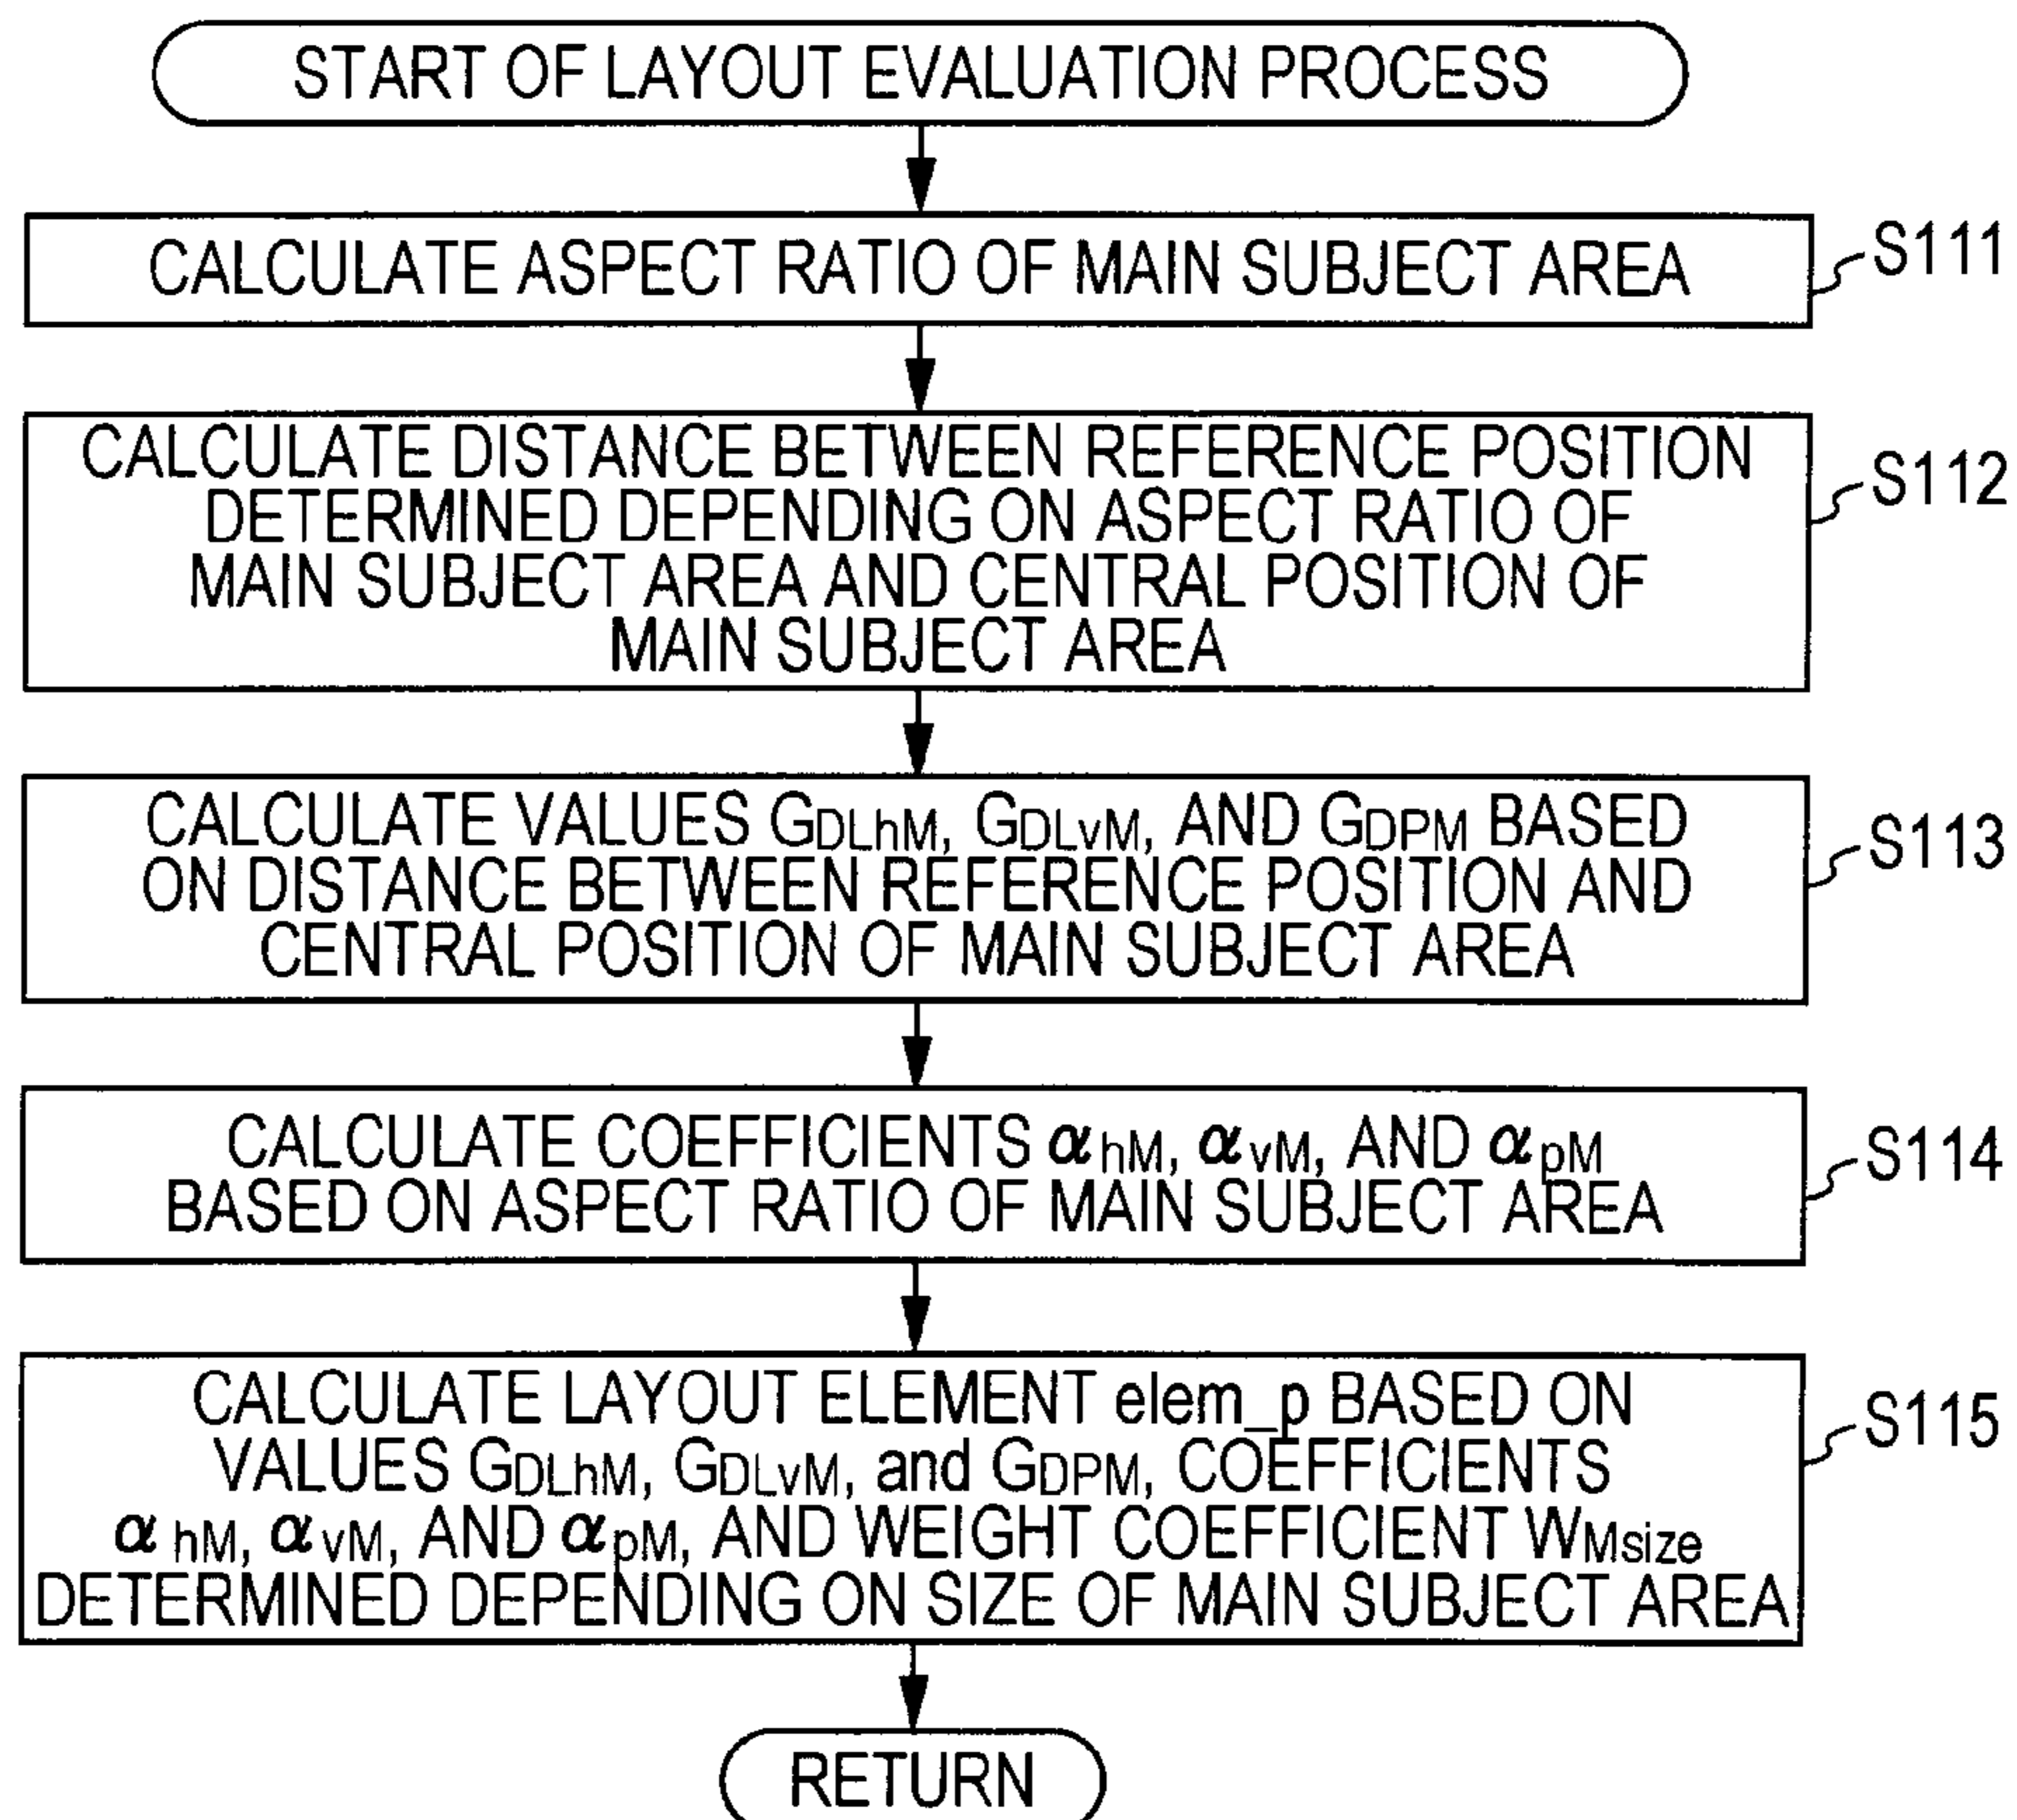 START OF LAYOUT EVALUATION PROCESS
CALCULATE ASPECT RATIO OF MAIN SUBJECT AREA
S111
CALCULATE DISTANCE BETWEEN REFERENCE POSITION
DETERMINED DEPENDING ON ASPECT RATIO OF
MAIN SUBJECT AREA AND CENTRAL POSITION OF
MAIN SUBJECT AREA
S112
CALCULATE VALUES GDLhM, GDLvM, AND GDPM BASED
ON DISTANCE BETWEEN REFERENCE POSITION AND
CENTRAL POSITION OF MAIN SUBJECT AREA
S113
CALCULATE COEFFICIENTS αhM, αvM, AND αpM
BASED ON ASPECT RATIO OF MAIN SUBJECT AREA
S114
CALCULATE LAYOUT ELEMENT elem_p BASED ON
VALUES GDLhM, GDLvM, and GDPM, COEFFICIENTS
αhM, αvM, AND αpM, AND WEIGHT COEFFICIENT WMsize
DETERMINED DEPENDING ON SIZE OF MAIN SUBJECT AREA
S115
RETURN